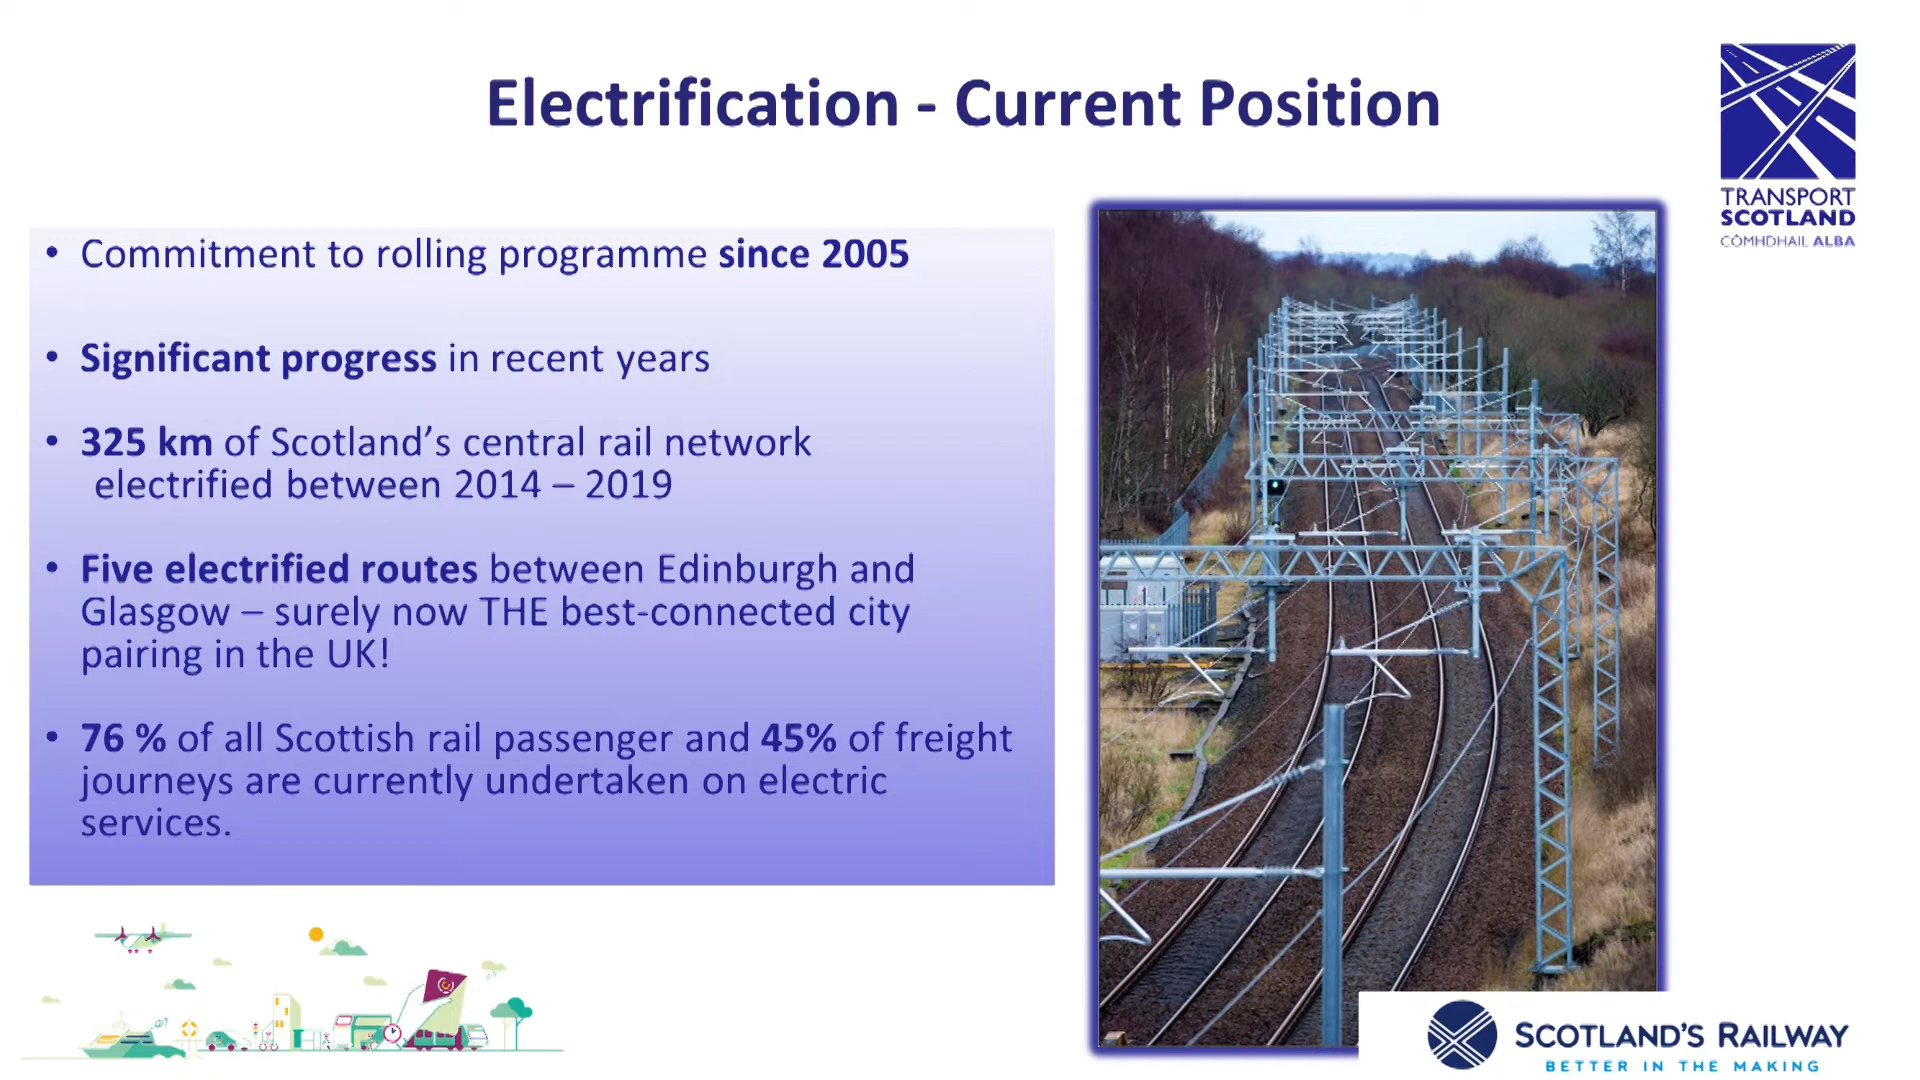 Electrification - Current Position
TRANSPORT
SCOTLAND
CÒMHDHAIL ALBA
• Commitment to rolling programme since 2005
• Significant progress in recent years
• 325 km of Scotland’s central rail network
electrified between 2014 – 2019
• Five electrified routes between Edinburgh and
Glasgow – surely now THE best-connected city
pairing in the UK!
• 76 % of all Scottish rail passenger and 45% of freight
journeys are currently undertaken on electric
services.
SCOTLAND’S RAILWAY
BETTER IN THE MAKING